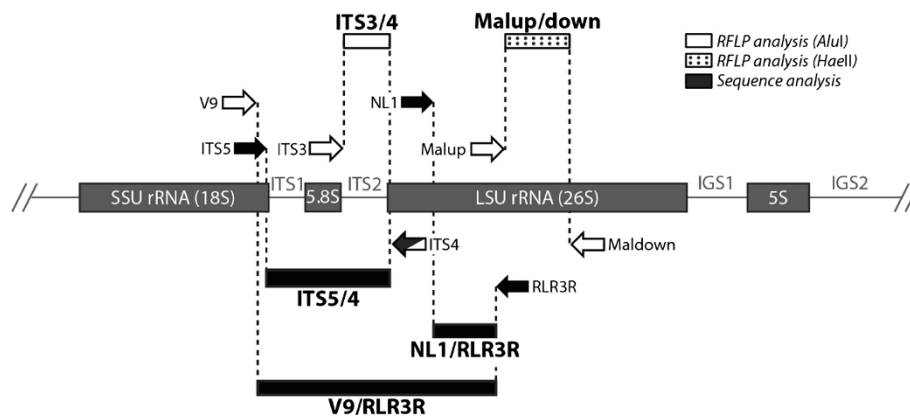 ITS3/4
Malup/down
RFLP analysis (AluI)
RFLP analysis (HaeII)
Sequence analysis
V9
NL1
ITS5
ITS3
Malup
SSU rRNA (18S)
ITS1
5.8S
ITS2
LSU rRNA (26S)
IGS1
5S
IGS2
ITS4
Maldown
ITS5/4
RLR3R
NL1/RLR3R
V9/RLR3R